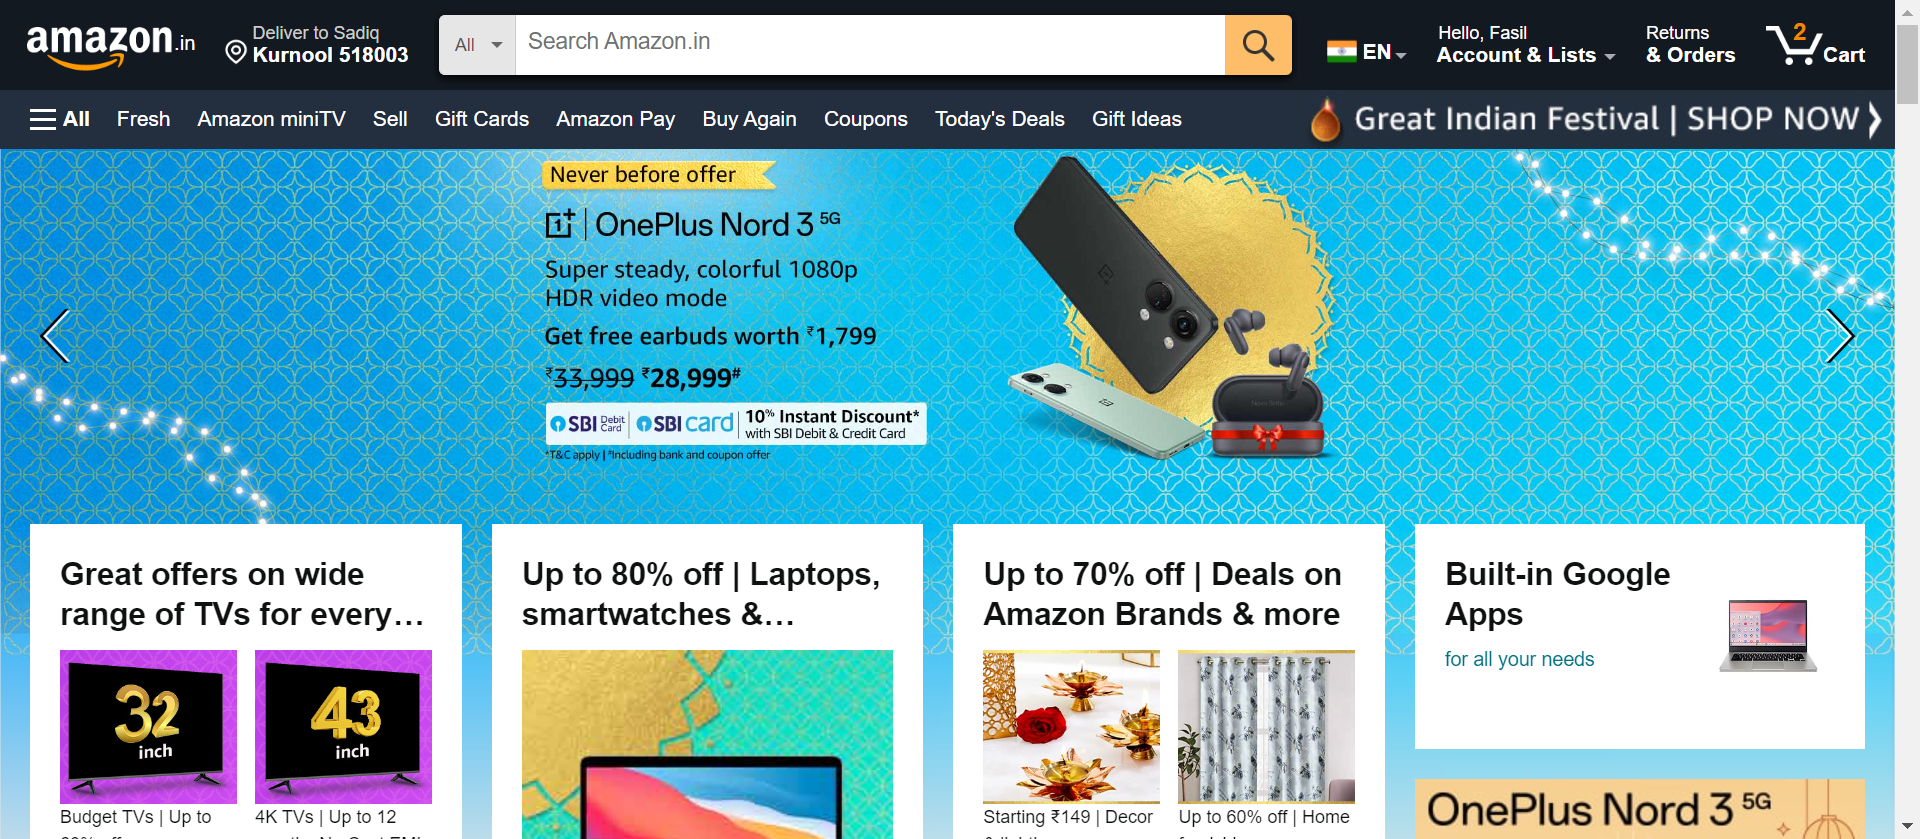 amazon.in
Deliver to Sadiq
Kurnool 518003
All
Search Amazon.in
EN
Hello, Fasil
Account & Lists
Returns
& Orders
2
Cart
All
Fresh
Amazon miniTV
Sell
Gift Cards
Amazon Pay
Buy Again
Coupons
Today's Deals
Gift Ideas
Great Indian Festival | SHOP NOW
Never before offer
OnePlus Nord 3 5G
Super steady, colorful 1080p
HDR video mode
Get free earbuds worth ₹1,799
₹33,999 ₹28,999#
SBI Debit Card | SBI card | 10% Instant Discount*
with SBI Debit & Credit Card
*T&C apply | #Including bank and coupon offer
Great offers on wide
range of TVs for every…
32
inch
43
inch
Budget TVs | Up to
4K TVs | Up to 12
Up to 80% off | Laptops,
smartwatches &…
Up to 70% off | Deals on
Amazon Brands & more
Starting ₹149 | Decor
Up to 60% off | Home
Built-in Google
Apps
for all your needs
OnePlus Nord 3 5G